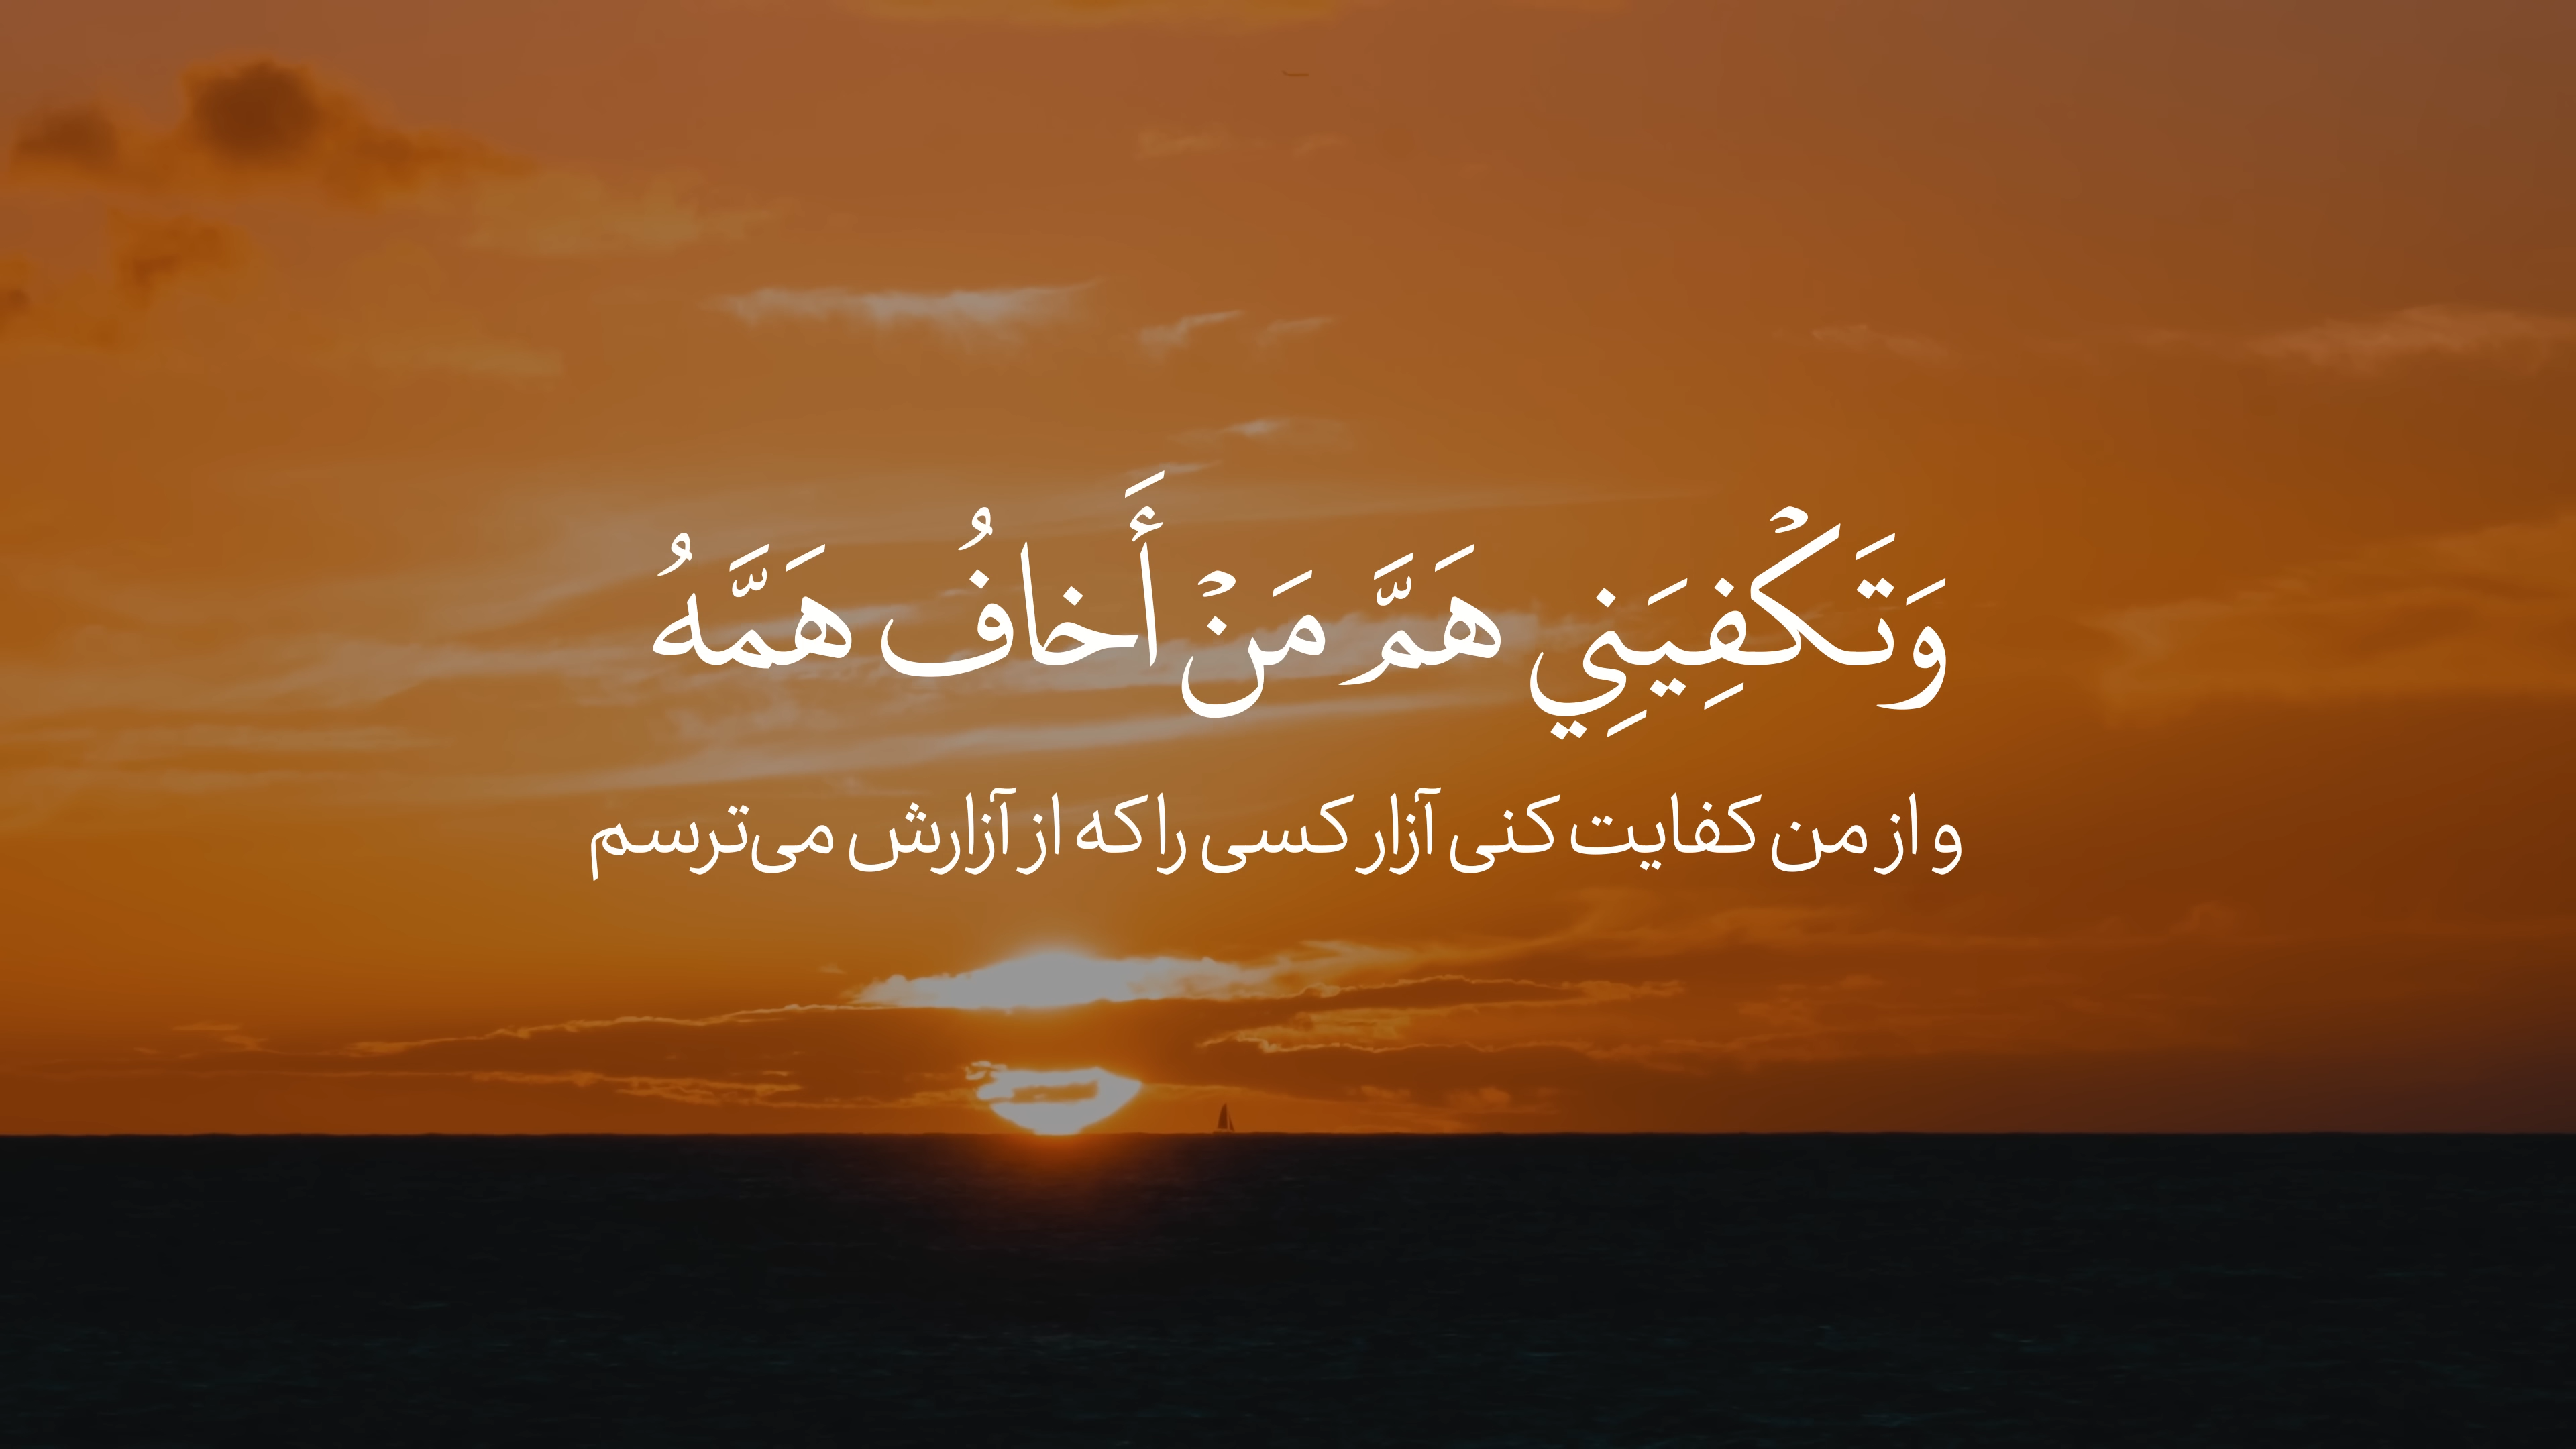 وَتَكْفِيَنِي هَمَّ مَنْ أَخافُ هَمَّهُ
و از من کفایت کنی آزار کسی را که از آزارش می‌ترسم